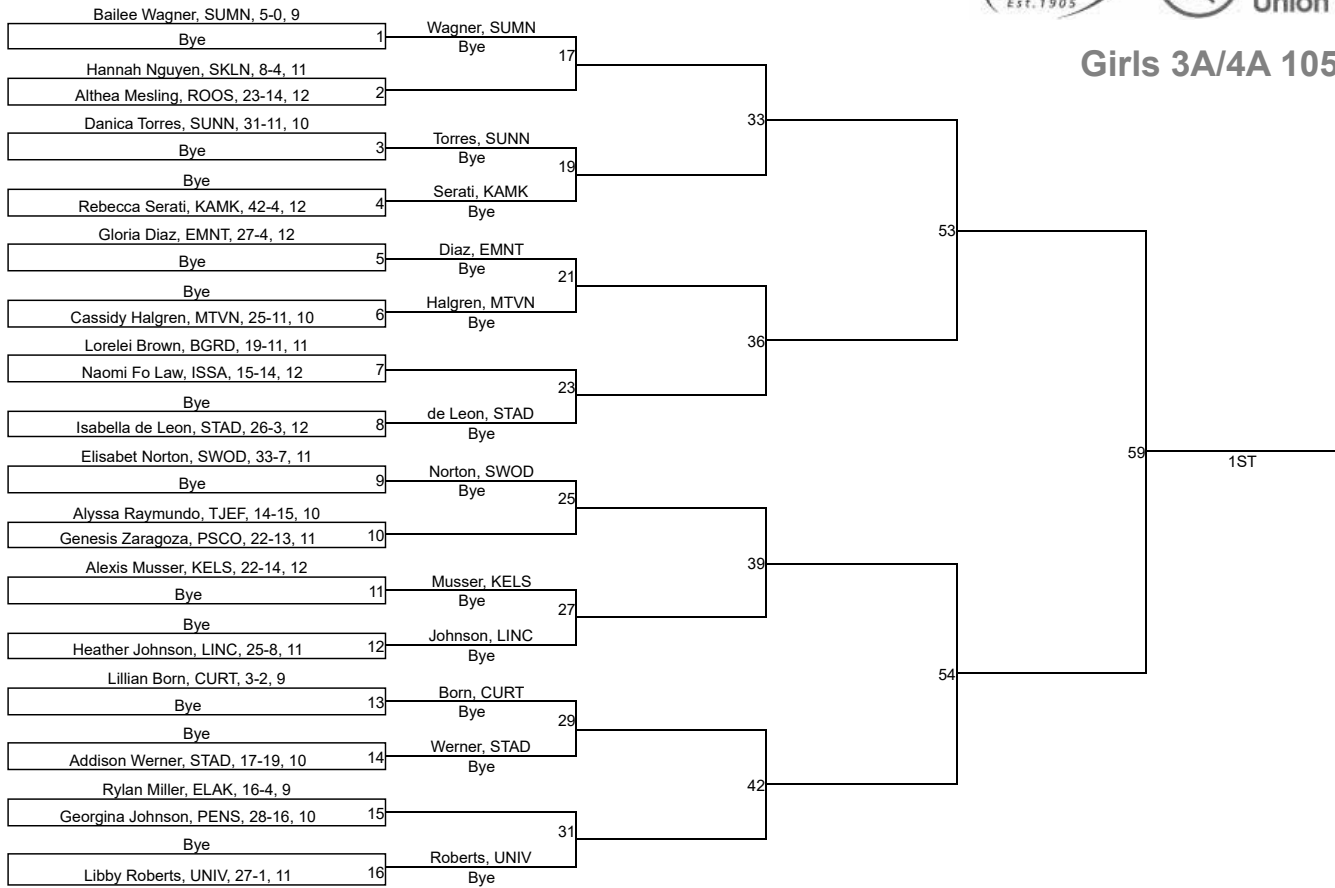 Est. 1905
Union
Girls 3A/4A 105
Bailee Wagner, SUMN, 5-0, 9
Bye
1
Hannah Nguyen, SKLN, 8-4, 11
Althea Mesling, ROOS, 23-14, 12
2
Danica Torres, SUNN, 31-11, 10
Bye
3
Bye
Rebecca Serati, KAMK, 42-4, 12
4
Gloria Diaz, EMNT, 27-4, 12
Bye
5
Bye
Cassidy Halgren, MTVN, 25-11, 10
6
Lorelei Brown, BGRD, 19-11, 11
Naomi Fo Law, ISSA, 15-14, 12
7
Bye
Isabella de Leon, STAD, 26-3, 12
8
Elisabet Norton, SWOD, 33-7, 11
Bye
9
Alyssa Raymundo, TJEF, 14-15, 10
Genesis Zaragoza, PSCO, 22-13, 11
10
Alexis Musser, KELS, 22-14, 12
Bye
11
Bye
Heather Johnson, LINC, 25-8, 11
12
Lillian Born, CURT, 3-2, 9
Bye
13
Bye
Addison Werner, STAD, 17-19, 10
14
Rylan Miller, ELAK, 16-4, 9
Georgina Johnson, PENS, 28-16, 10
15
Bye
Libby Roberts, UNIV, 27-1, 11
16
Wagner, SUMN
Bye
17
Torres, SUNN
Bye
19
Serati, KAMK
Bye
Diaz, EMNT
Bye
21
Halgren, MTVN
Bye
23
de Leon, STAD
Bye
Norton, SWOD
Bye
25
Musser, KELS
Bye
27
Johnson, LINC
Bye
Born, CURT
Bye
29
Werner, STAD
Bye
31
Roberts, UNIV
Bye
33
36
39
42
53
54
59
1ST